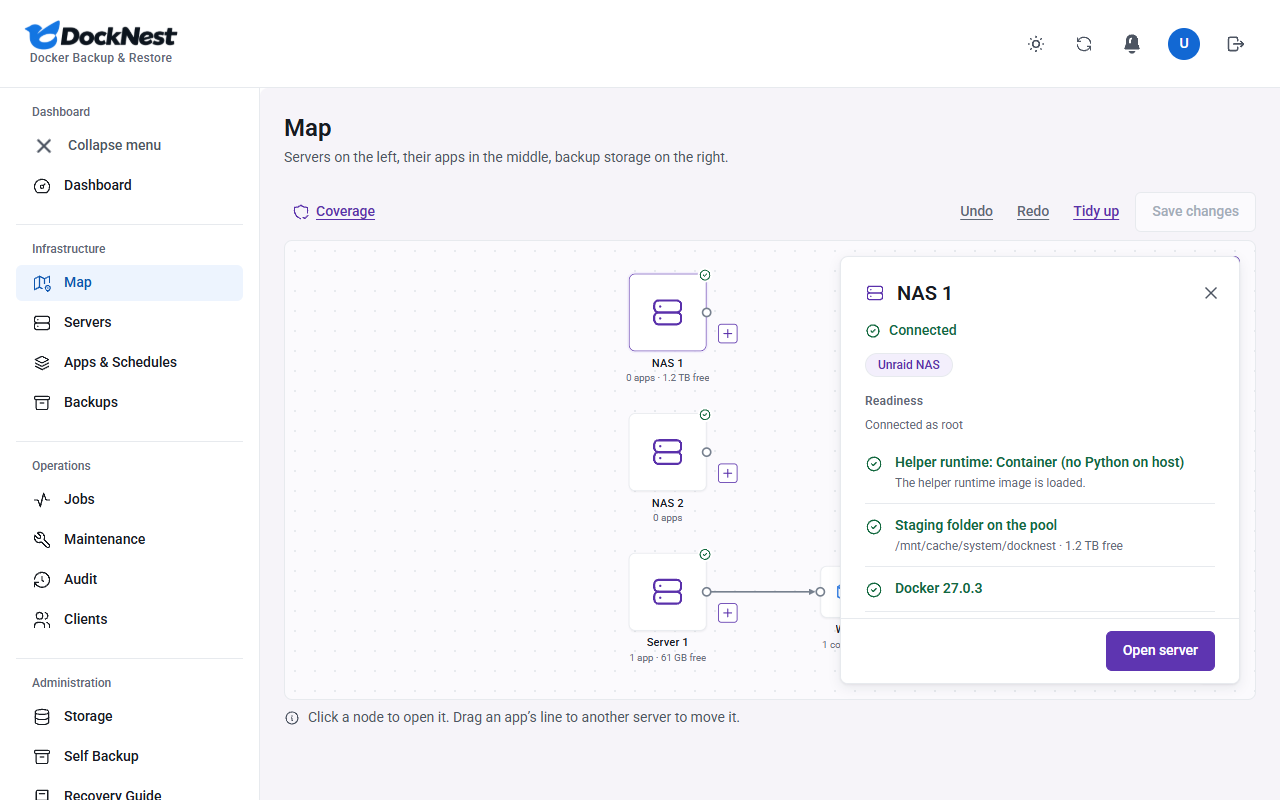 DockNest
Docker Backup & Restore
U
Dashboard
Collapse menu
Dashboard
Infrastructure
Map
Servers
Apps & Schedules
Backups
Operations
Jobs
Maintenance
Audit
Clients
Administration
Storage
Self Backup
Recovery Guide
Map
Servers on the left, their apps in the middle, backup storage on the right.
Coverage
Undo
Redo
Tidy up
Save changes
NAS 1
0 apps · 1.2 TB free
NAS 2
0 apps
Server 1
1 app · 61 GB free
1 co
NAS 1
Connected
Unraid NAS
Readiness
Connected as root
Helper runtime: Container (no Python on host)
The helper runtime image is loaded.
Staging folder on the pool
/mnt/cache/system/docknest · 1.2 TB free
Docker 27.0.3
Open server
Click a node to open it. Drag an app’s line to another server to move it.